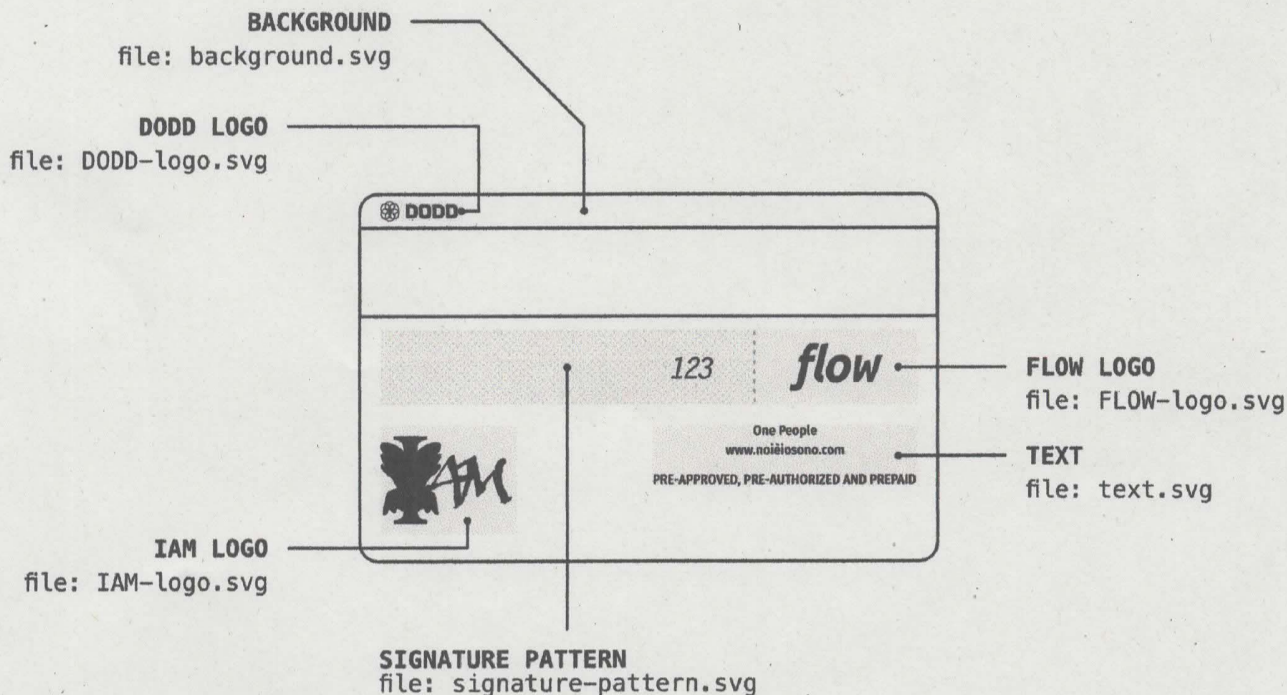 BACKGROUND
file: background.svg
DODD LOGO
file: DODD-logo.svg
DODD
123
flow
FLOW LOGO
file: FLOW-logo.svg
One People
www.noièiosono.com
PRE-APPROVED, PRE-AUTHORIZED AND PREPAID
TEXT
file: text.svg
IAM
IAM LOGO
file: IAM-logo.svg
SIGNATURE PATTERN
file: signature-pattern.svg